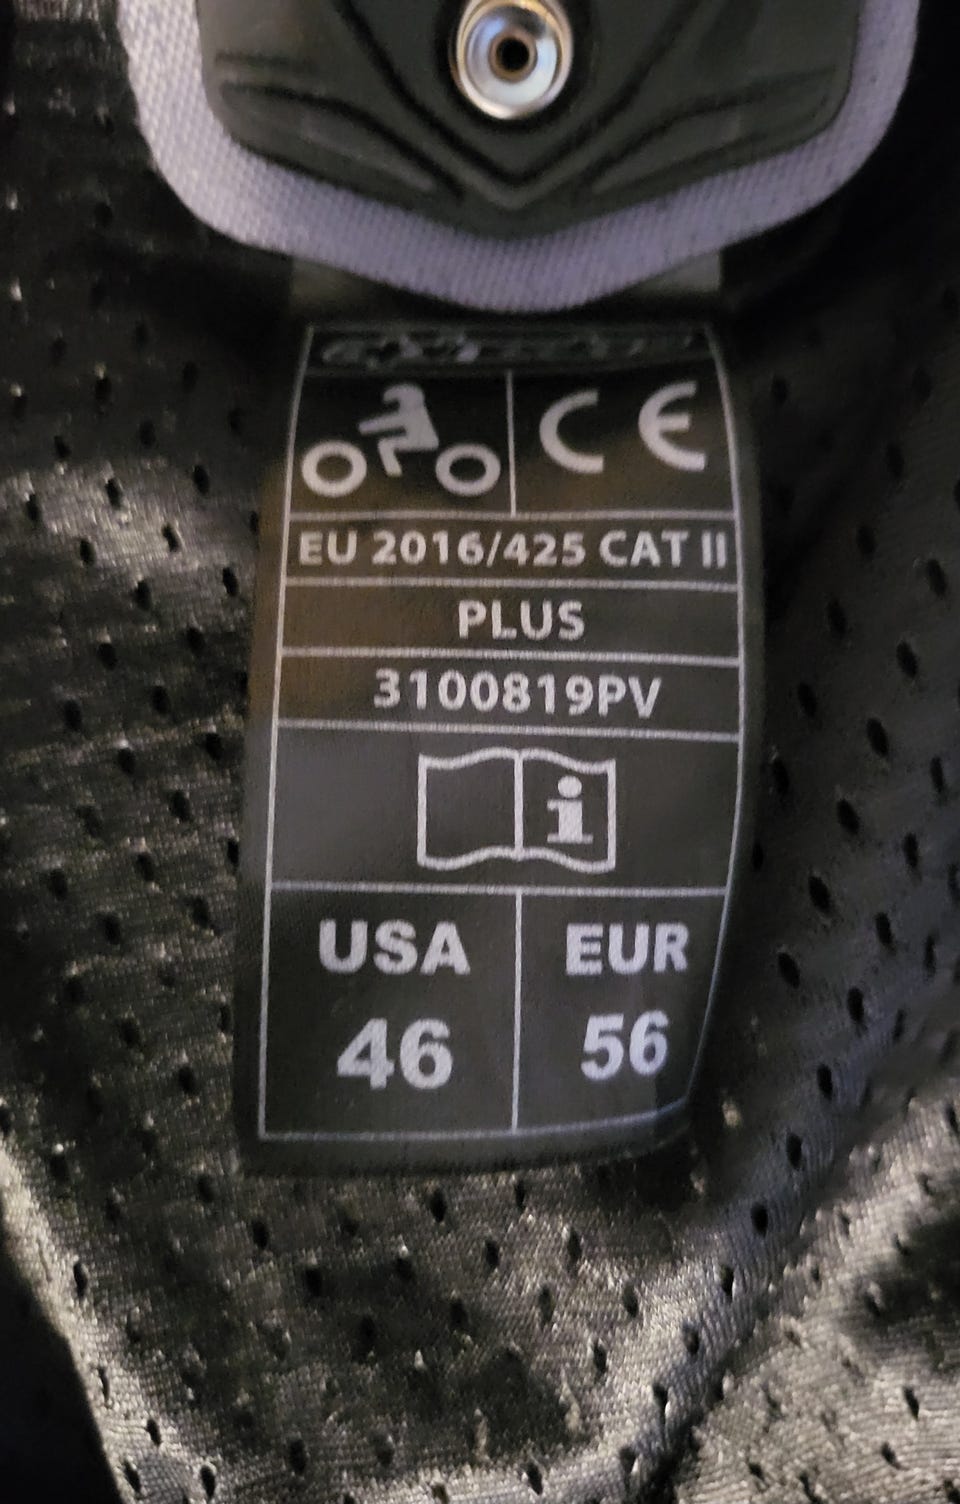 CE
EU 2016/425 CAT II
PLUS
3100819PV
i
USA EUR
46 56